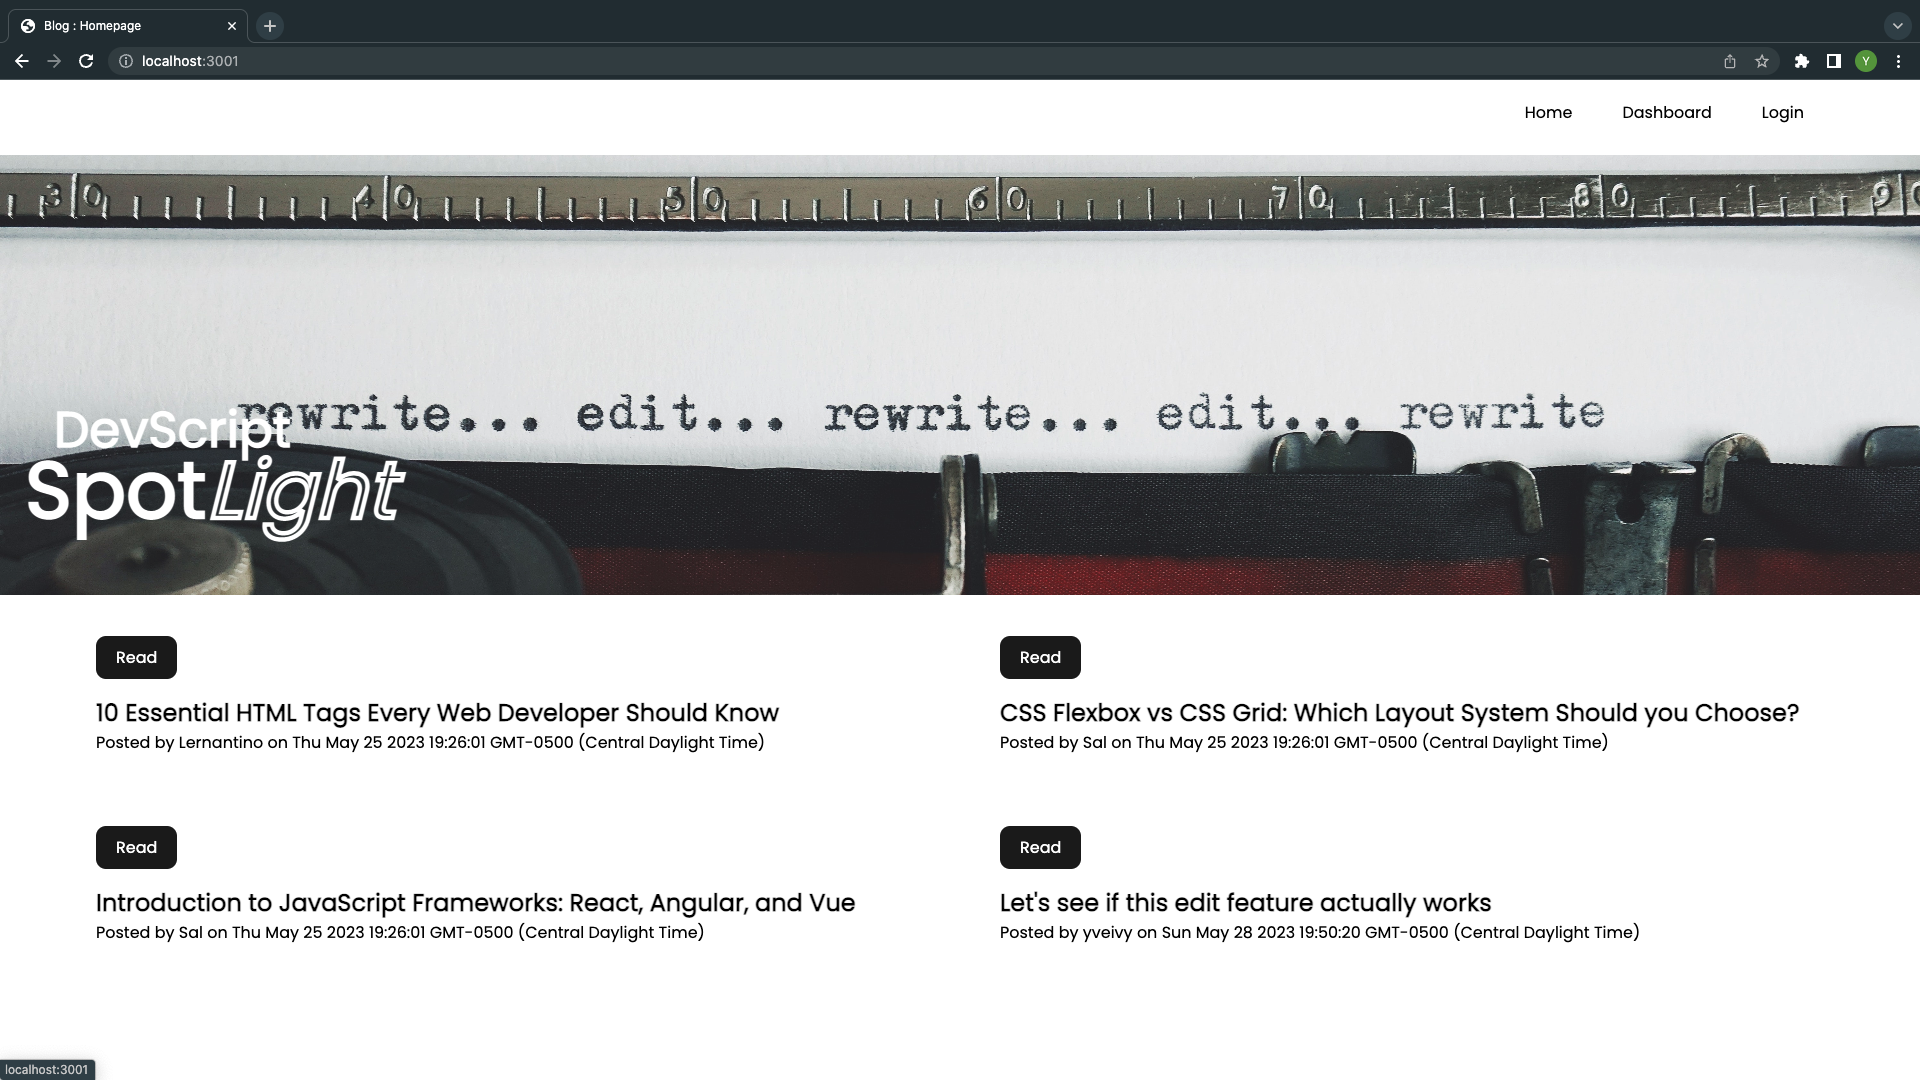 Blog : Homepage
localhost:3001
Y
Home Dashboard Login
30 40 50 60 70 80 90
rewrite... edit... rewrite... edit... rewrite
DevScript
SpotLight
Read
10 Essential HTML Tags Every Web Developer Should Know
Posted by Lernantino on Thu May 25 2023 19:26:01 GMT-0500 (Central Daylight Time)
Read
CSS Flexbox vs CSS Grid: Which Layout System Should you Choose?
Posted by Sal on Thu May 25 2023 19:26:01 GMT-0500 (Central Daylight Time)
Read
Introduction to JavaScript Frameworks: React, Angular, and Vue
Posted by Sal on Thu May 25 2023 19:26:01 GMT-0500 (Central Daylight Time)
Read
Let's see if this edit feature actually works
Posted by yveivy on Sun May 28 2023 19:50:20 GMT-0500 (Central Daylight Time)
localhost:3001